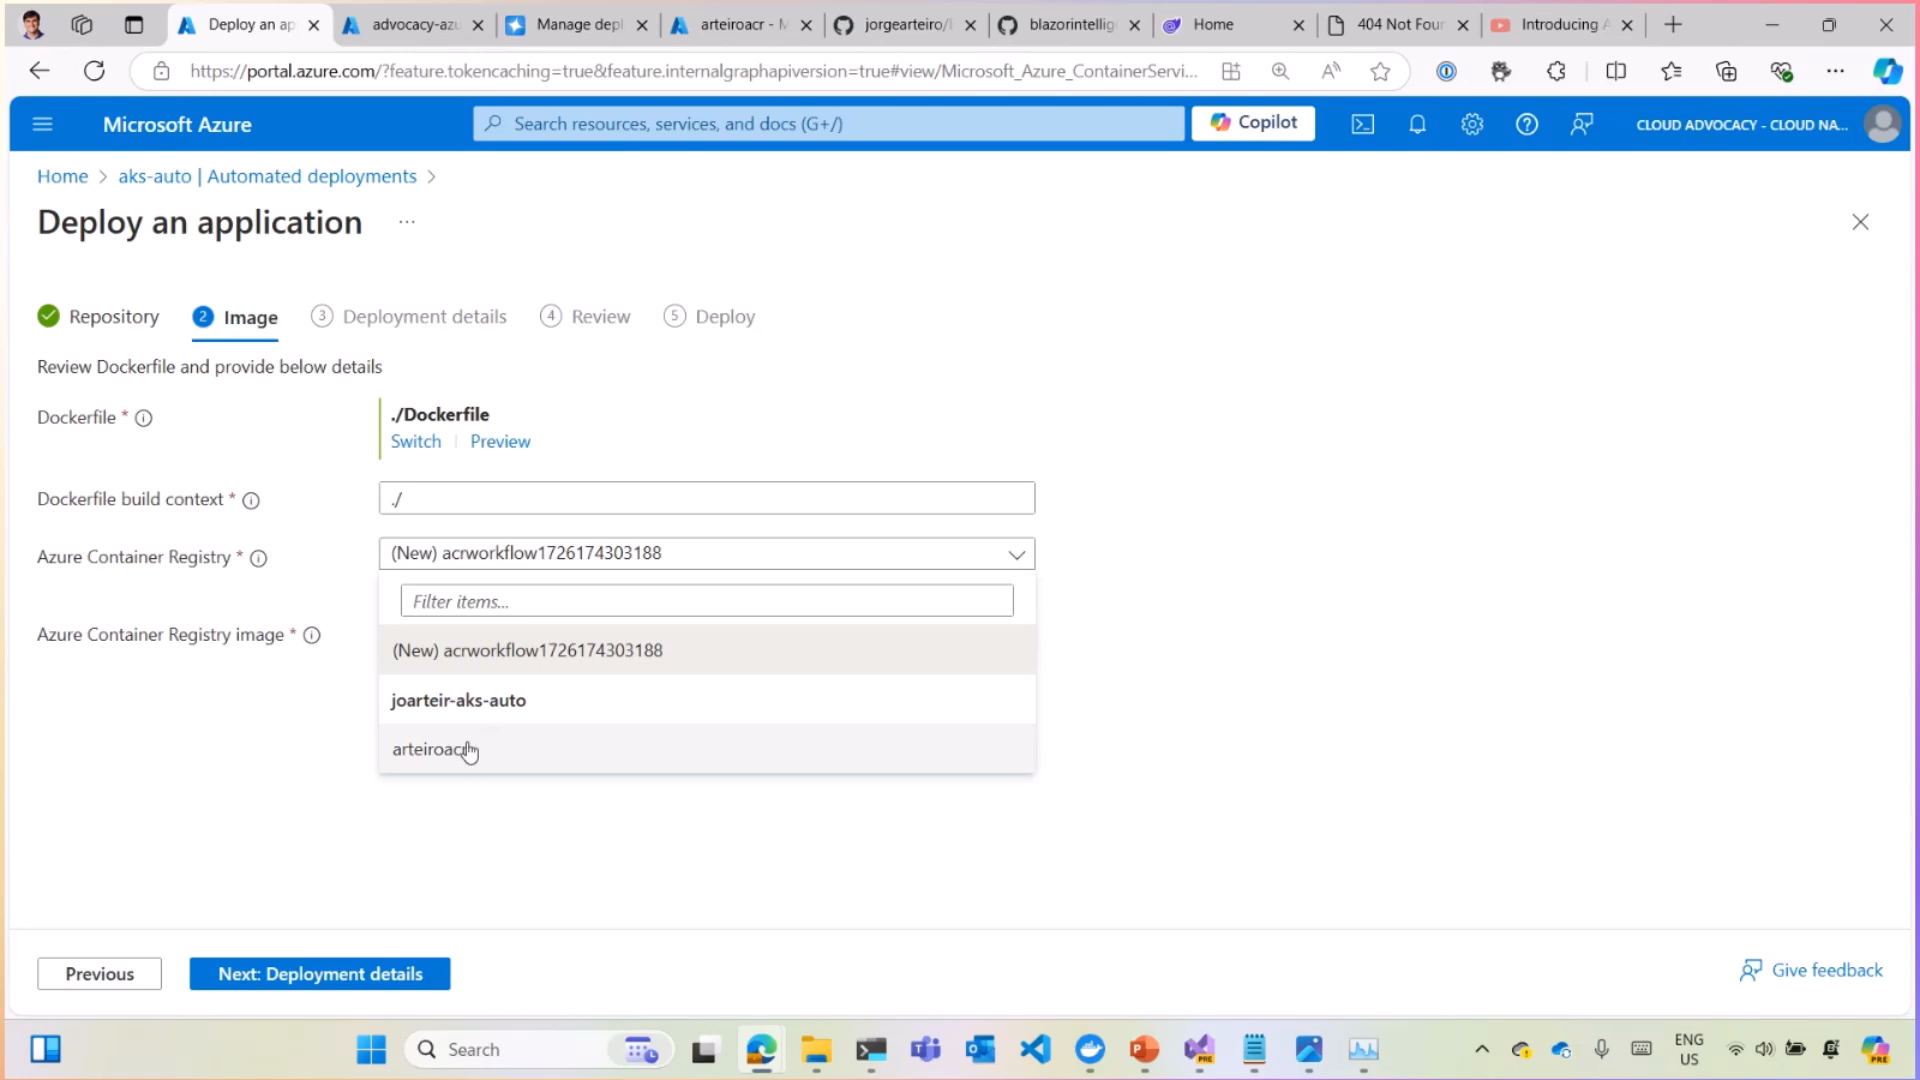 Deploy an ap
advocacy-azu
Manage depl
arteiroacr - M
jorgearteiro/i
blazorintellig
Home
404 Not Foun
Introducing A
https://portal.azure.com/?feature.tokencaching=true&feature.internalgraphapiversion=true#view/Microsoft_Azure_ContainerServi...
Microsoft Azure
Search resources, services, and docs (G+/)
Copilot
CLOUD ADVOCACY - CLOUD NA...
Home > aks-auto | Automated deployments >
Deploy an application ...
Repository
2 Image
3 Deployment details
4 Review
5 Deploy
Review Dockerfile and provide below details
Dockerfile *
./Dockerfile
Switch | Preview
Dockerfile build context *
./
Azure Container Registry *
(New) acrworkflow1726174303188
Filter items...
Azure Container Registry image *
(New) acrworkflow1726174303188
joarteir-aks-auto
arteiroacr
Previous
Next: Deployment details
Give feedback
Search
ENG
US
PRE
PRE